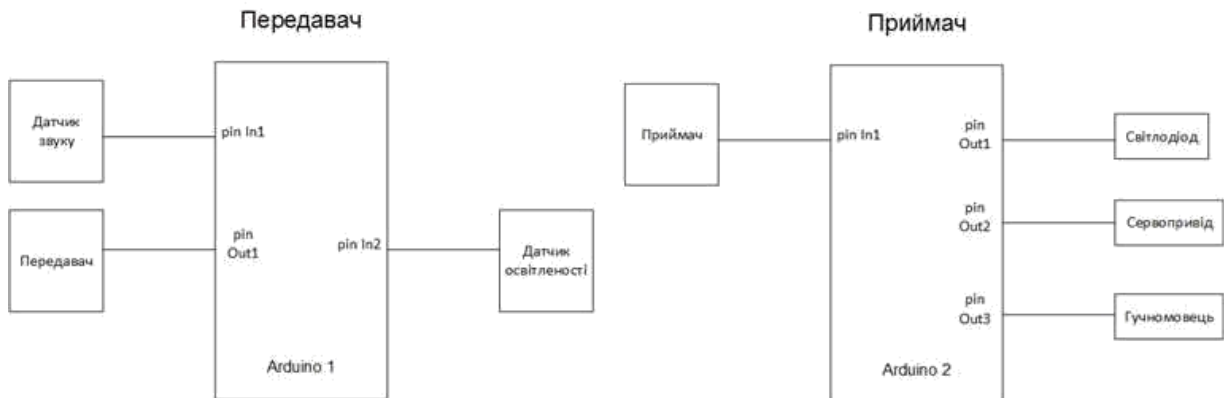 Передавач
Датчик
звуку
pin In1
Передавач
pin
Out1
pin In2
Датчик
освітленості
Arduino 1
Приймач
Приймач
pin In1
pin
Out1
Світлодіод
pin
Out2
Сервопривід
pin
Out3
Гучномовець
Arduino 2